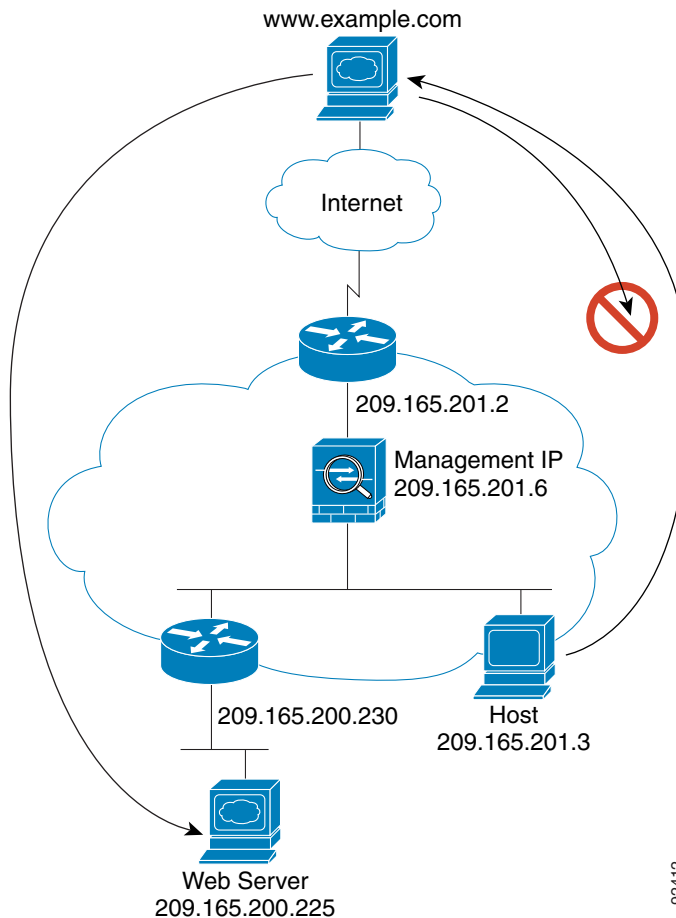 www.example.com
Internet
209.165.201.2
Management IP
209.165.201.6
209.165.200.230
Host
209.165.201.3
Web Server
209.165.200.225